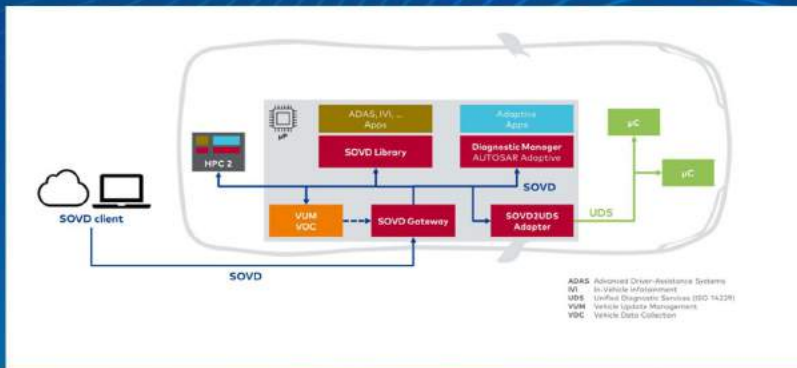 ADAS, IVI, ...
Apps
Adaptive
Apps
µP
SOVD Library
Diagnostic Manager
AUTOSAR Adaptive
HPC 2
µC
µC
SOVD
UDS
SOVD client
VUM
VDC
SOVD Gateway
SOVD2UDS
Adapter
SOVD
ADAS Advanced Driver-Assistance Systems
IVI In-Vehicle Infotainment
UDS Unified Diagnostic Services (ISO 14229)
VUM Vehicle Update Management
VDC Vehicle Data Collection